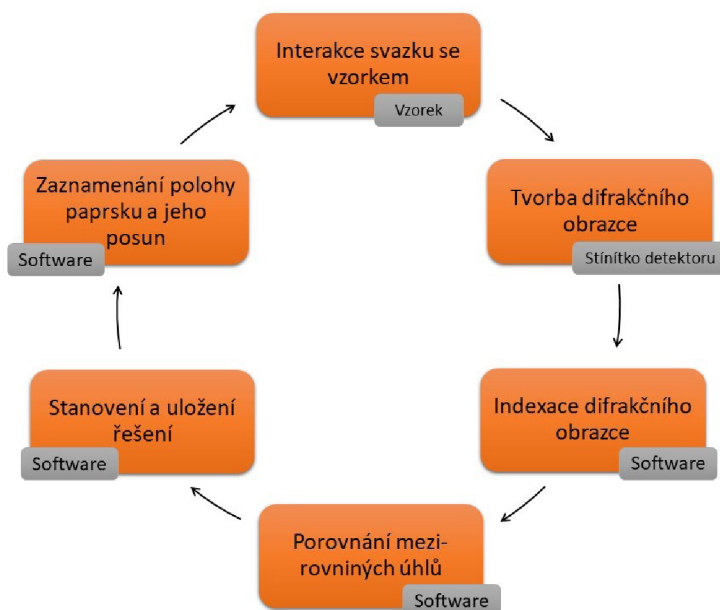 Interakce svazku se
vzorkem
Vzorek
Tvorba difrakčního
obrazce
Stínítko detektoru
Indexace difrakčního
obrazce
Software
Porovnání mezi-
rovniných úhlů
Software
Stanovení a uložení
řešení
Software
Zaznamenání polohy
paprsku a jeho
posun
Software